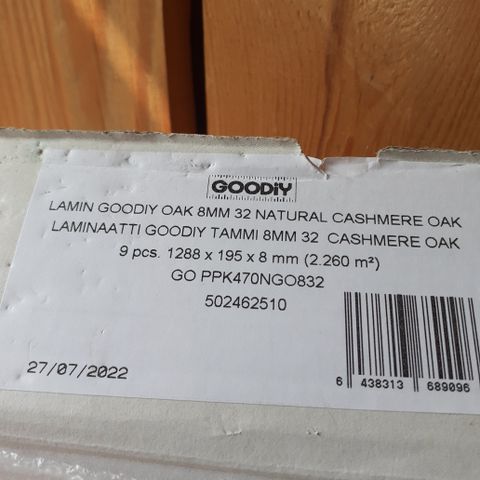 GOODiY
LAMIN GOODIY OAK 8MM 32 NATURAL CASHMERE OAK
LAMINAATTI GOODIY TAMMI 8MM 32 CASHMERE OAK
9 pcs. 1288 x 195 x 8 mm (2.260 m²)
GO PPK470NGO832
502462510
27/07/2022
6 438313 689096